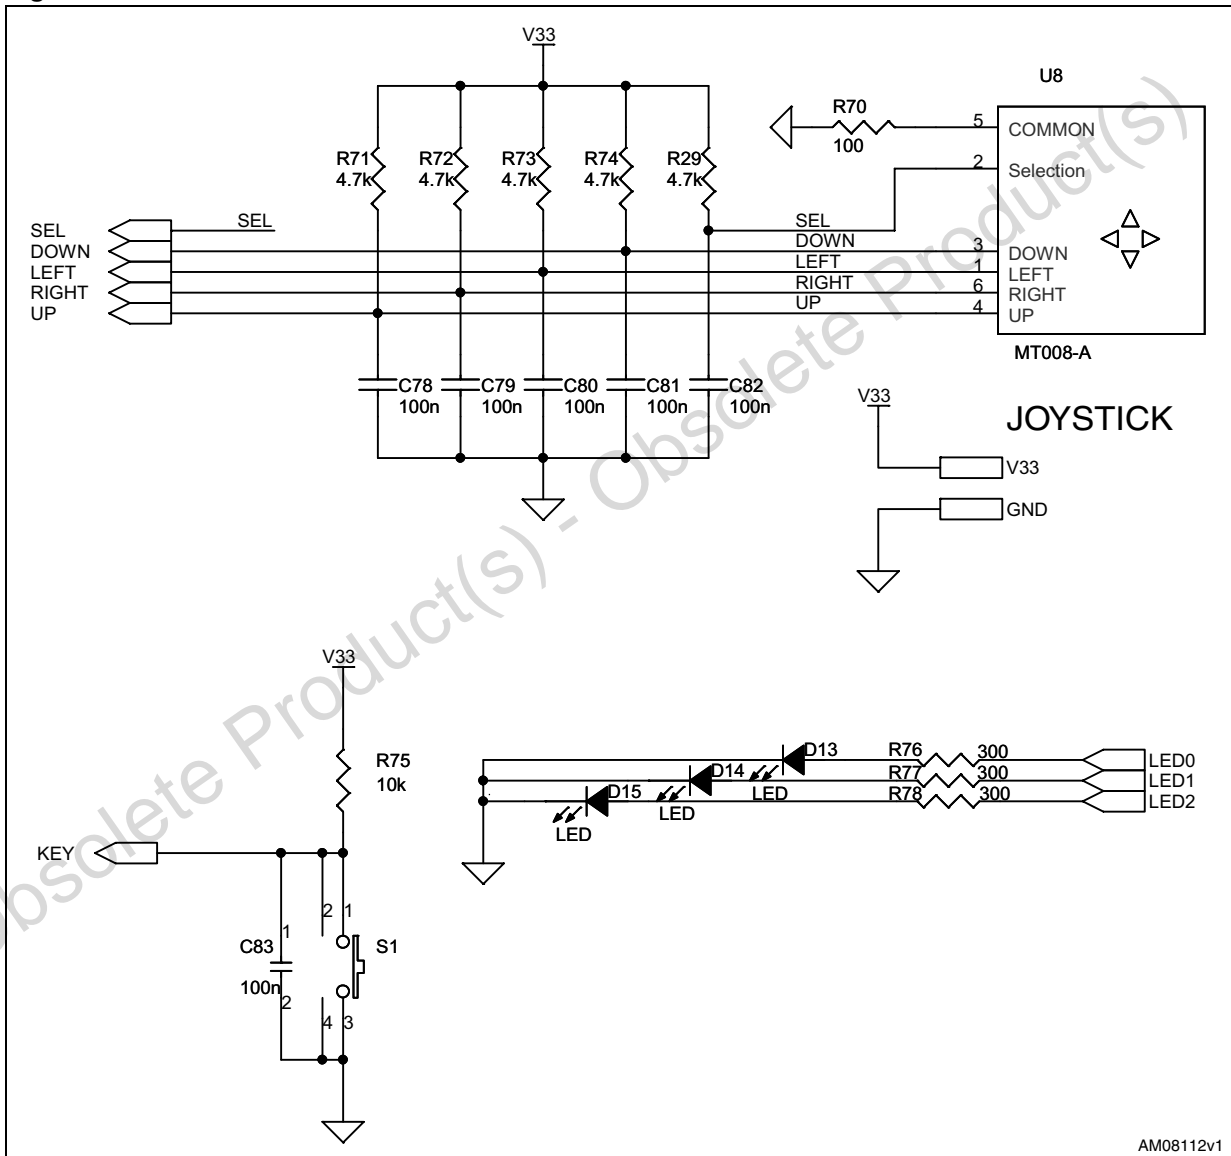 V33
U8
R70
100
5
COMMON
2
Selection
R71
4.7k
R72
4.7k
R73
4.7k
R74
4.7k
R29
4.7k
SEL
DOWN
LEFT
RIGHT
UP
SEL
SEL
DOWN
LEFT
RIGHT
UP
3
1
6
4
DOWN
LEFT
RIGHT
UP
MT008-A
C78
100n
C79
100n
C80
100n
C81
100n
C82
100n
JOYSTICK
V33
V33
GND
Obsolete Product(s) - Obsolete Product(s)
V33
R75
10k
KEY
2
1
1
C83
100n
2
S1
4
3
D13
LED
D14
LED
D15
LED
R76
300
R77
300
R78
300
LED0
LED1
LED2
AM08112v1